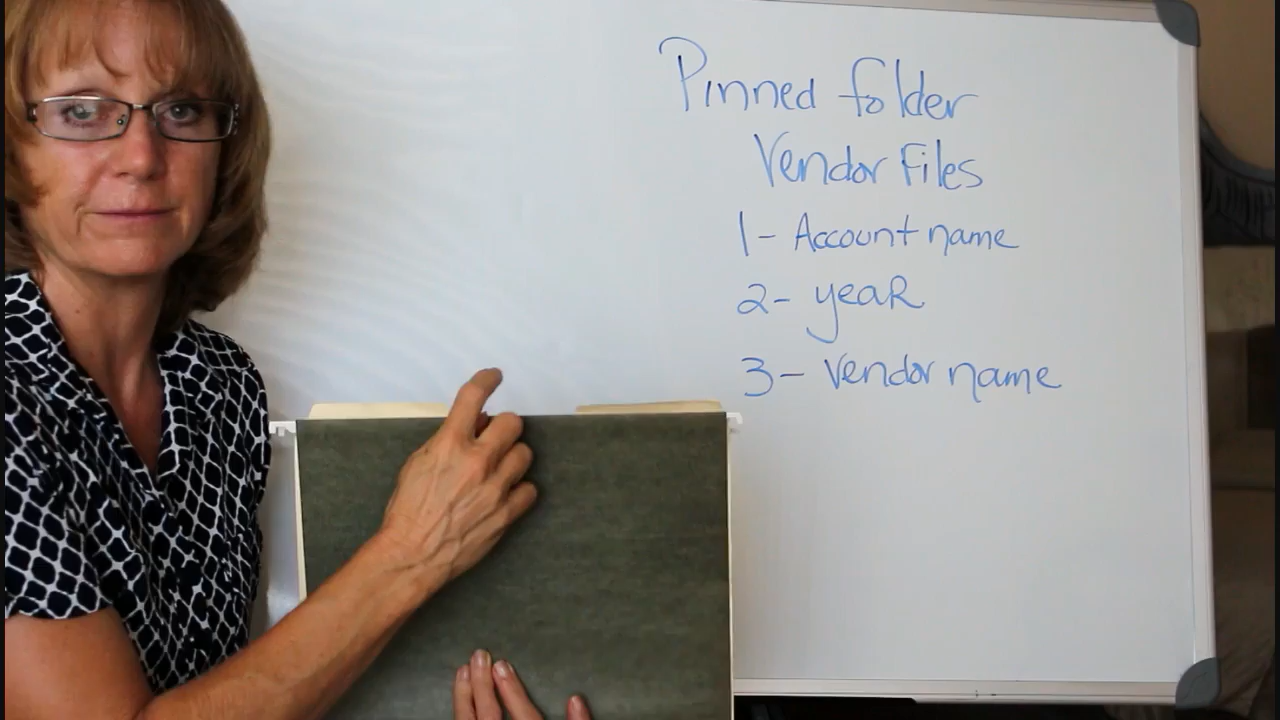 Pinned folder
Vendor Files
1- Account name
2- yeaR
3- Vendor name